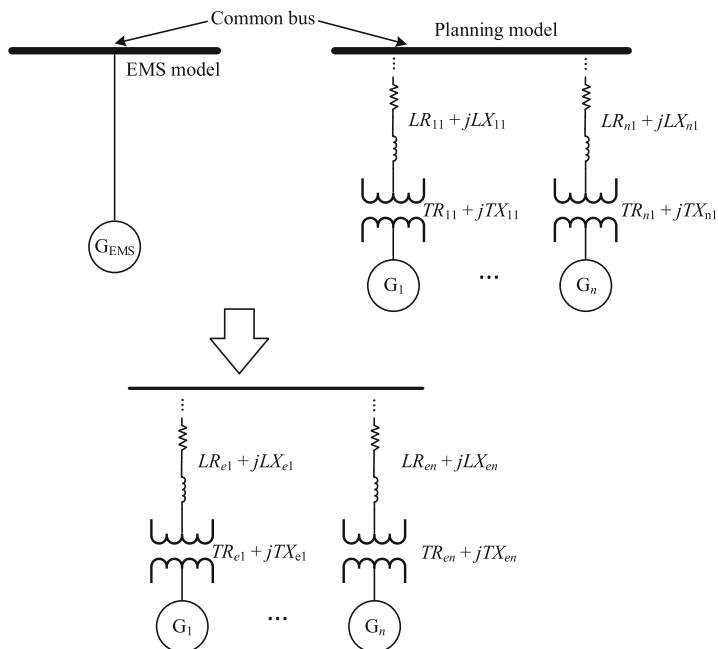 Common bus
Planning model
EMS model
LR₁₁ + jLX₁₁
LRₙ₁ + jLXₙ₁
TR₁₁ + jTX₁₁
TRₙ₁ + jTXₙ₁
G_EMS
G₁
...
Gₙ
LRₑ₁ + jLXₑ₁
LRₑₙ + jLXₑₙ
TRₑ₁ + jTXₑ₁
TRₑₙ + jTXₑₙ
G₁
...
Gₙ